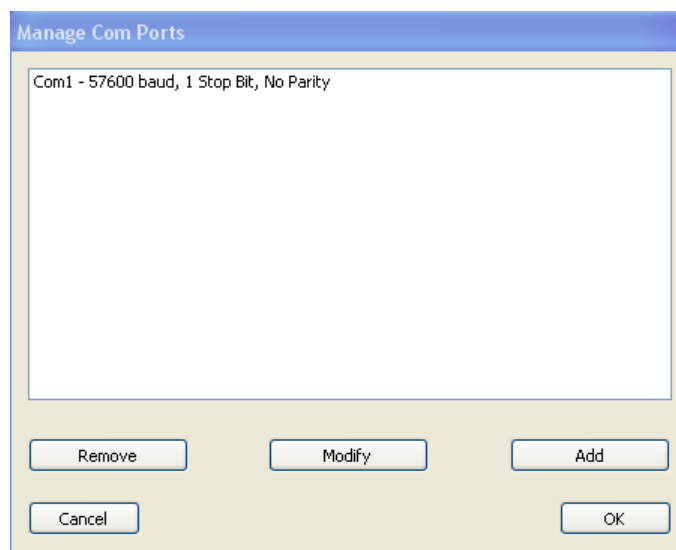 Manage Com Ports
Com1 - 57600 baud, 1 Stop Bit, No Parity
Remove Modify Add
Cancel OK